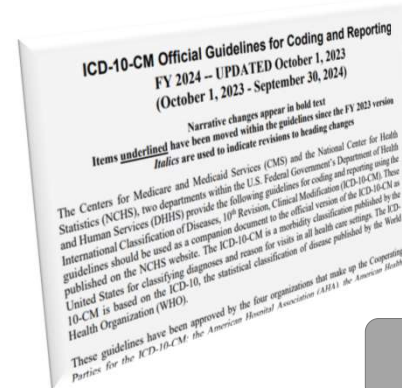 ICD-10-CM Official Guidelines for Coding and Reporting
FY 2024 -- UPDATED October 1, 2023
(October 1, 2023 - September 30, 2024)
Narrative changes appear in bold text
Items underlined have been moved within the guidelines since the FY 2023 version
Italics are used to indicate revisions to heading changes
The Centers for Medicare and Medicaid Services (CMS) and the National Center for Health
Statistics (NCHS), two departments within the U.S. Federal Government's Department of Health
and Human Services (DHHS) provide the following guidelines for coding and reporting using the
International Classification of Diseases, 10th Revision, Clinical Modification (ICD-10-CM). These
guidelines should be used as a companion document to the official version of the ICD-10-CM as
published on the NCHS website. The ICD-10-CM is a morbidity classification published by the
United States for classifying diagnoses and reason for visits in all health care settings. The ICD-
10-CM is based on the ICD-10, the statistical classification of disease published by the World
Health Organization (WHO).
These guidelines have been approved by the four organizations that make up the Cooperating
Parties for the ICD-10-CM: the American Hospital Association (AHA), the American Health